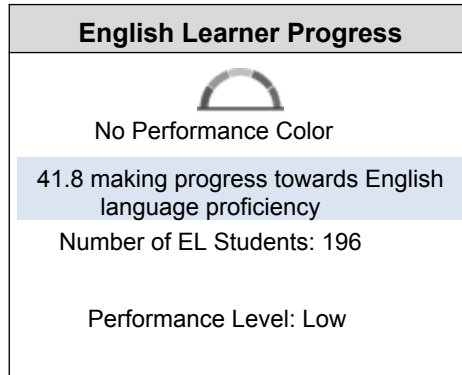 English Learner Progress
No Performance Color
41.8 making progress towards English
language proficiency
Number of EL Students: 196
Performance Level: Low